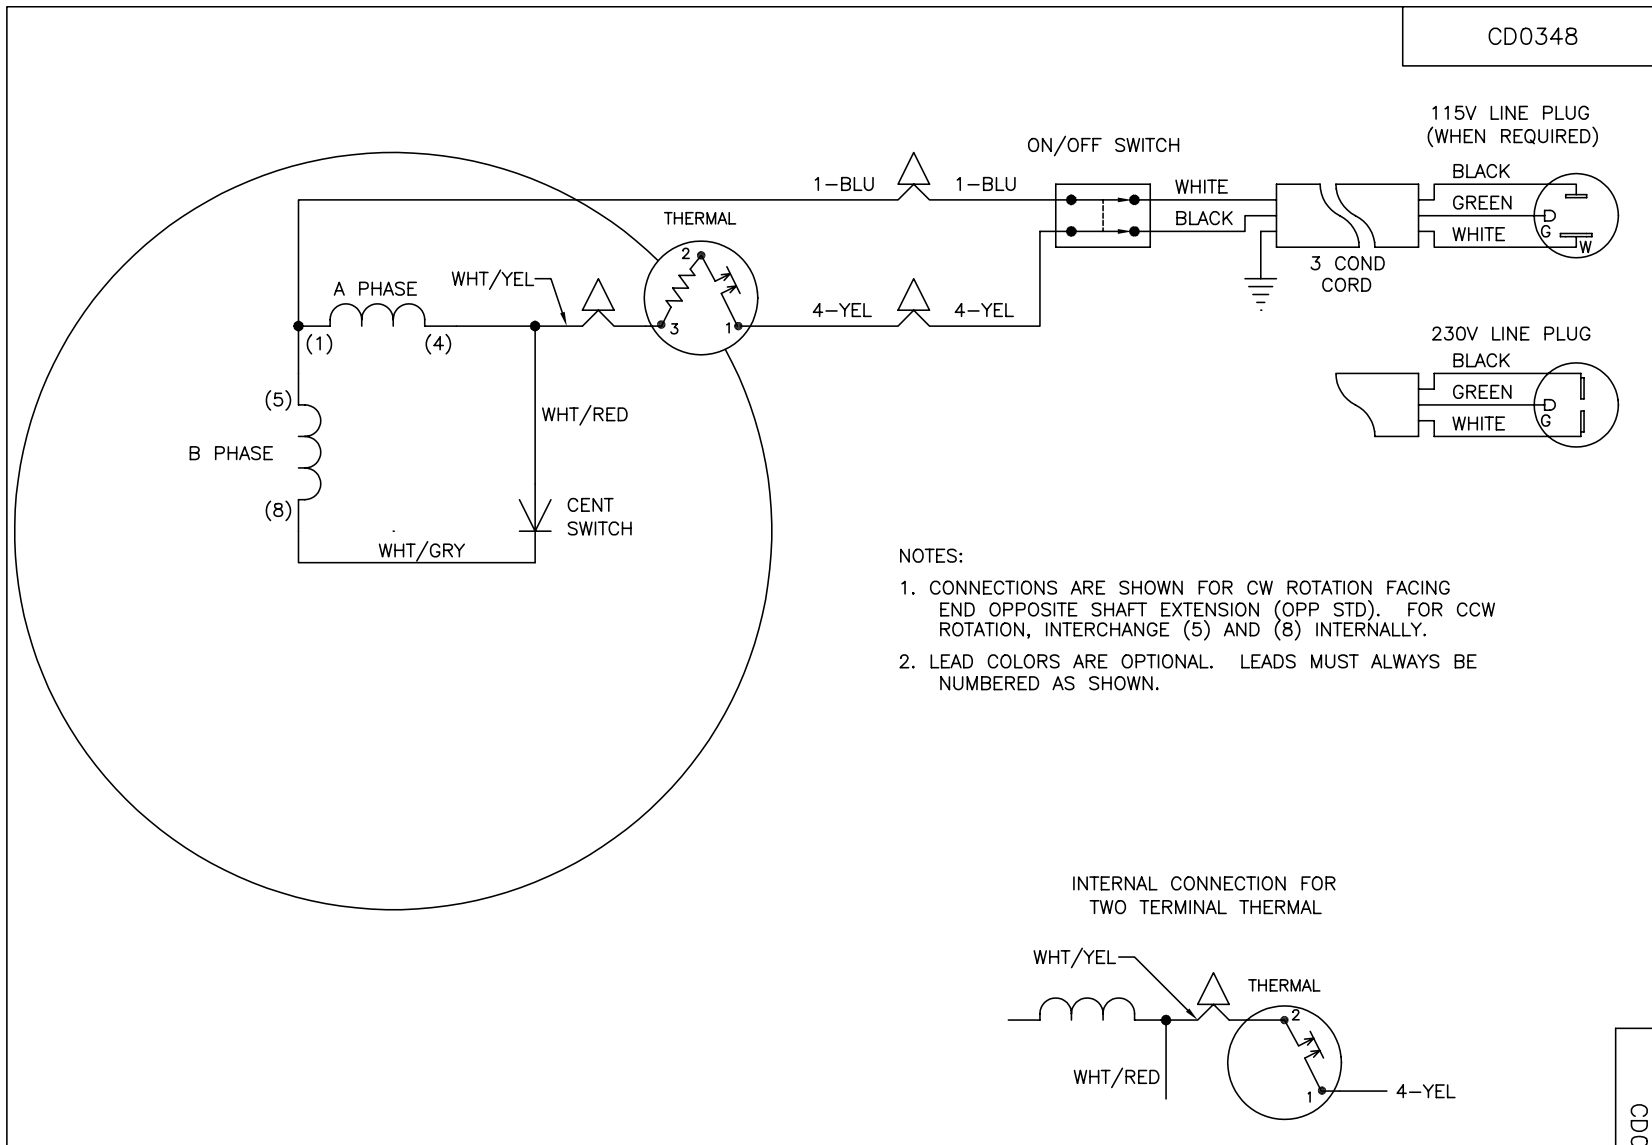 CD0348
115V LINE PLUG
(WHEN REQUIRED)
ON/OFF SWITCH
BLACK
1-BLU
1-BLU
WHITE
GREEN
THERMAL
BLACK
G
WHITE
W
2
3 COND
CORD
WHT/YEL
A PHASE
4-YEL
4-YEL
3
1
(1)
(4)
230V LINE PLUG
BLACK
GREEN
G
WHITE
(5)
WHT/RED
B PHASE
(8)
CENT
SWITCH
WHT/GRY
NOTES:
1. CONNECTIONS ARE SHOWN FOR CW ROTATION FACING
END OPPOSITE SHAFT EXTENSION (OPP STD). FOR CCW
ROTATION, INTERCHANGE (5) AND (8) INTERNALLY.
2. LEAD COLORS ARE OPTIONAL. LEADS MUST ALWAYS BE
NUMBERED AS SHOWN.
INTERNAL CONNECTION FOR
TWO TERMINAL THERMAL
WHT/YEL
THERMAL
2
WHT/RED
1
4-YEL